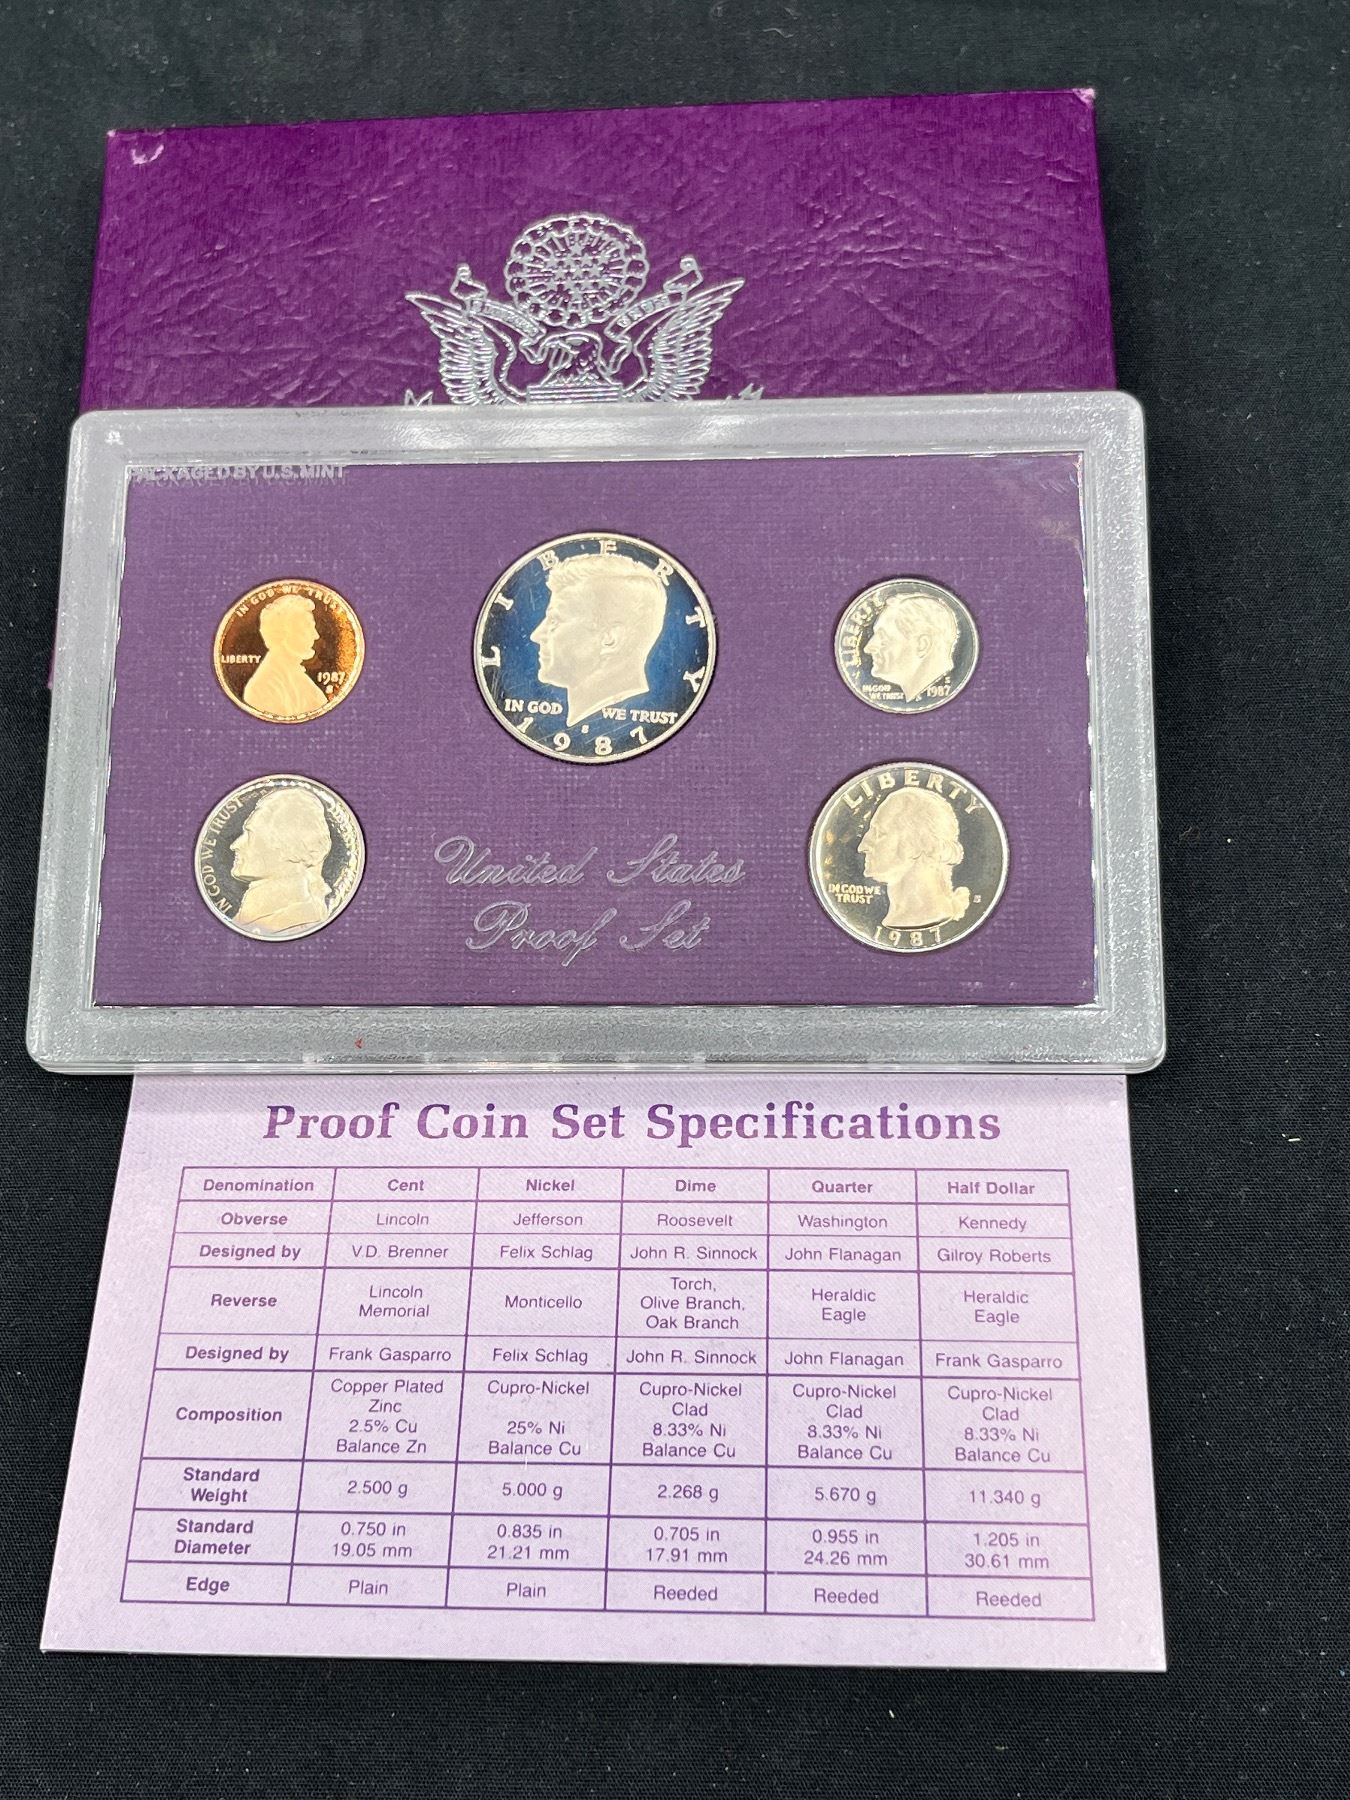 PACKAGED BY U.S. MINT
IN GOD WE TRUST
LIBERTY
1987
S
LIBERTY
IN GOD WE TRUST
S
1987
LIBERTY
IN GOD
WE TRUST
S
1987
IN GOD WE TRUST
LIBERTY
IN GOD WE
TRUST
S
1987
United States
Proof Set
Proof Coin Set Specifications
Denomination Cent Nickel Dime Quarter Half Dollar
Obverse Lincoln Jefferson Roosevelt Washington Kennedy
Designed by V.D. Brenner Felix Schlag John R. Sinnock John Flanagan Gilroy Roberts
Reverse Lincoln Memorial Monticello Torch, Olive Branch, Oak Branch Heraldic Eagle Heraldic Eagle
Designed by Frank Gasparro Felix Schlag John R. Sinnock John Flanagan Frank Gasparro
Composition Copper Plated Zinc 2.5% Cu Balance Zn Cupro-Nickel 25% Ni Balance Cu Cupro-Nickel Clad 8.33% Ni Balance Cu Cupro-Nickel Clad 8.33% Ni Balance Cu Cupro-Nickel Clad 8.33% Ni Balance Cu
Standard Weight 2.500 g 5.000 g 2.268 g 5.670 g 11.340 g
Standard Diameter 0.750 in 19.05 mm 0.835 in 21.21 mm 0.705 in 17.91 mm 0.955 in 24.26 mm 1.205 in 30.61 mm
Edge Plain Plain Reeded Reeded Reeded